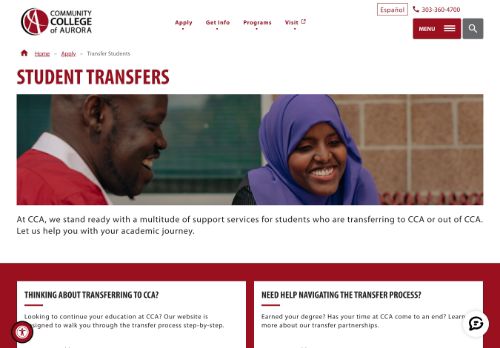 COMMUNITY
COLLEGE
of AURORA
Español 303-360-4700
Apply Get Info Programs Visit
MENU
Home Apply Transfer Students
STUDENT TRANSFERS
At CCA, we stand ready with a multitude of support services for students who are transferring to CCA or out of CCA.
Let us help you with your academic journey.
THINKING ABOUT TRANSFERRING TO CCA?
Looking to continue your education at CCA? Our website is
designed to walk you through the transfer process step-by-step.
NEED HELP NAVIGATING THE TRANSFER PROCESS?
Earned your degree? Has your time at CCA come to an end? Learn
more about our transfer partnerships.